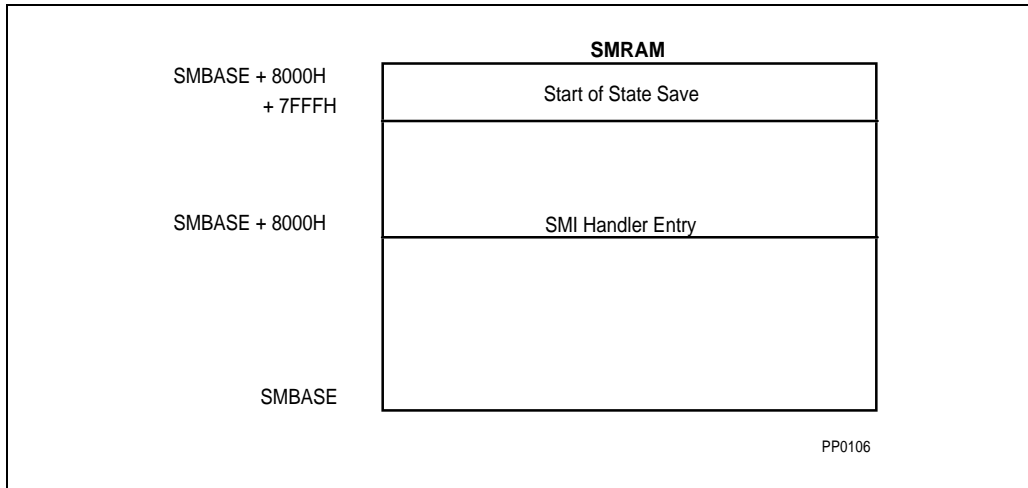 SMRAM
SMBASE + 8000H
+ 7FFFH
Start of State Save
SMBASE + 8000H
SMI Handler Entry
SMBASE
PP0106